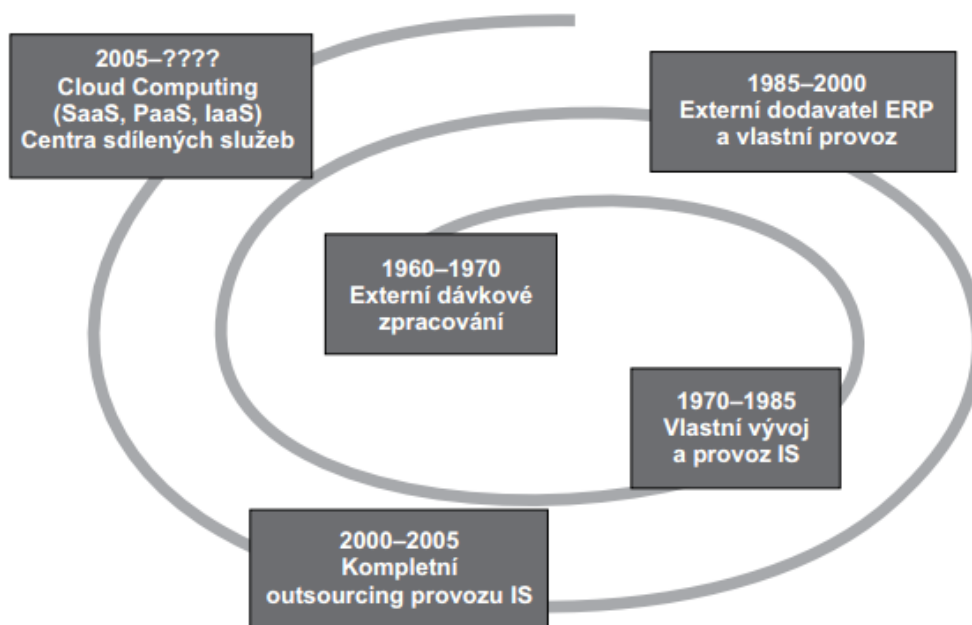 2005–????
Cloud Computing
(SaaS, PaaS, IaaS)
Centra sdílených služeb
1985–2000
Externí dodavatel ERP
a vlastní provoz
1960–1970
Externí dávkové
zpracování
1970–1985
Vlastní vývoj
a provoz IS
2000–2005
Kompletní
outsourcing provozu IS